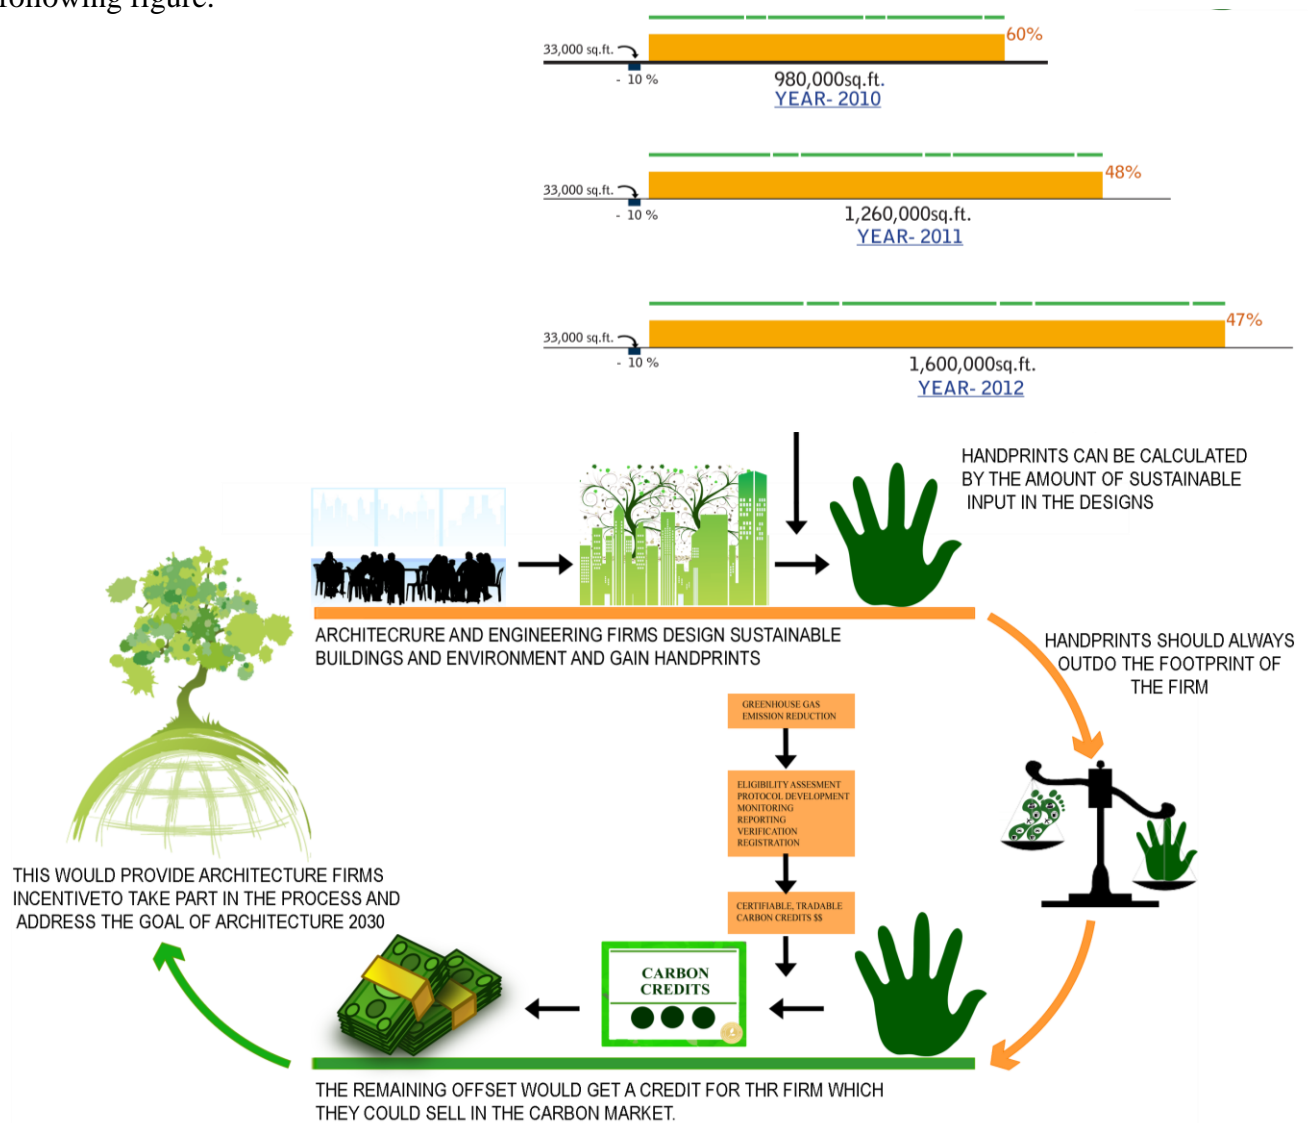 following figure.
60%
33,000 sq.ft.
- 10 %
980,000sq.ft.
YEAR- 2010
48%
33,000 sq.ft.
- 10 %
1,260,000sq.ft.
YEAR- 2011
47%
33,000 sq.ft.
- 10 %
1,600,000sq.ft.
YEAR- 2012
HANDPRINTS CAN BE CALCULATED
BY THE AMOUNT OF SUSTAINABLE
INPUT IN THE DESIGNS
ARCHITECRURE AND ENGINEERING FIRMS DESIGN SUSTAINABLE
BUILDINGS AND ENVIRONMENT AND GAIN HANDPRINTS
HANDPRINTS SHOULD ALWAYS
OUTDO THE FOOTPRINT OF
THE FIRM
GREENHOUSE GAS
EMISSION REDUCTION
ELIGIBILITY ASSESMENT
PROTOCOL DEVELOPMENT
MONITORING
REPORTING
VERIFICATION
REGISTRATION
CERTIFIABLE, TRADABLE
CARBON CREDITS $$
CARBON
CREDITS
THE REMAINING OFFSET WOULD GET A CREDIT FOR THR FIRM WHICH
THEY COULD SELL IN THE CARBON MARKET.
THIS WOULD PROVIDE ARCHITECTURE FIRMS
INCENTIVETO TAKE PART IN THE PROCESS AND
ADDRESS THE GOAL OF ARCHITECTURE 2030